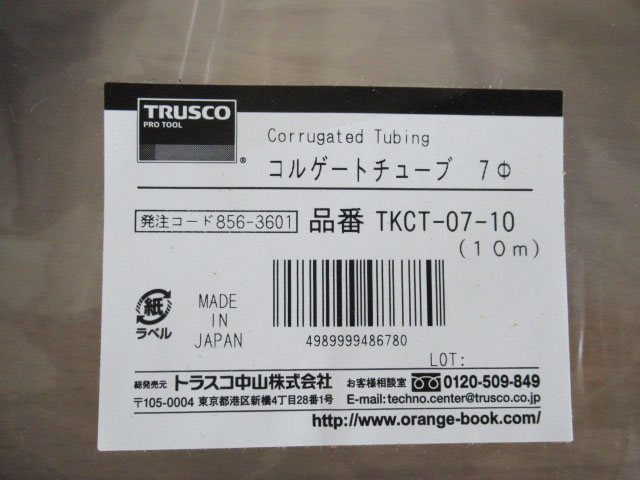 TRUSCO
PRO TOOL
®
Corrugated Tubing
コルゲートチューブ 7Φ
発注コード 856-3601 品番 TKCT-07-10
(10m)
紙
ラベル
MADE
IN
JAPAN
4989999486780
LOT:
総発売元 トラスコ中山株式会社 お客様相談室 0120-509-849
〒105-0004 東京都港区新橋4丁目28番1号 E-mail:techno.center@trusco.co.jp
http://www.orange-book.com/